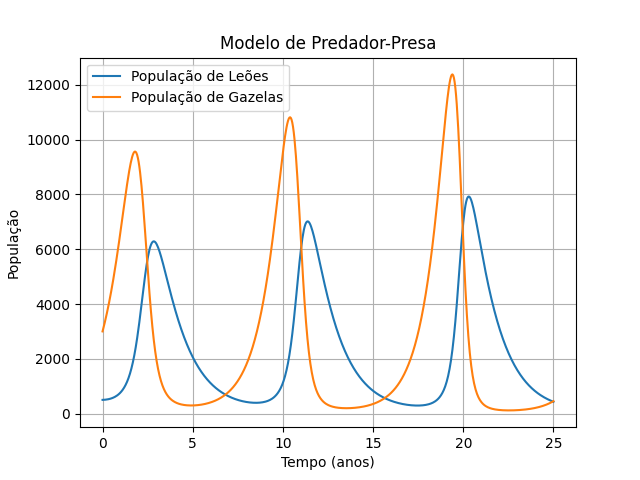 Modelo de Predador-Presa
População de Leões
População de Gazelas
População
12000
10000
8000
6000
4000
2000
0
0 5 10 15 20 25
Tempo (anos)